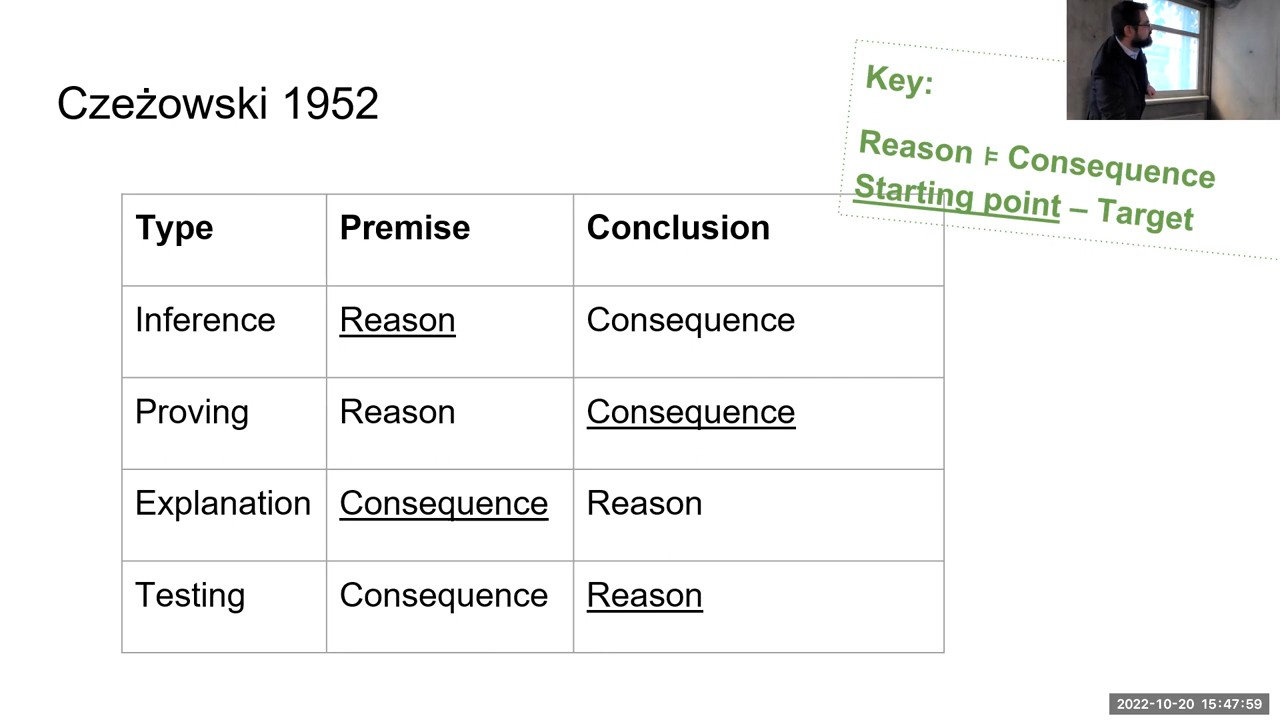 Czeżowski 1952
Key:
Reason ⊧ Consequence
Starting point – Target
Type Premise Conclusion
Inference Reason Consequence
Proving Reason Consequence
Explanation Consequence Reason
Testing Consequence Reason
2022-10-20 15:47:59